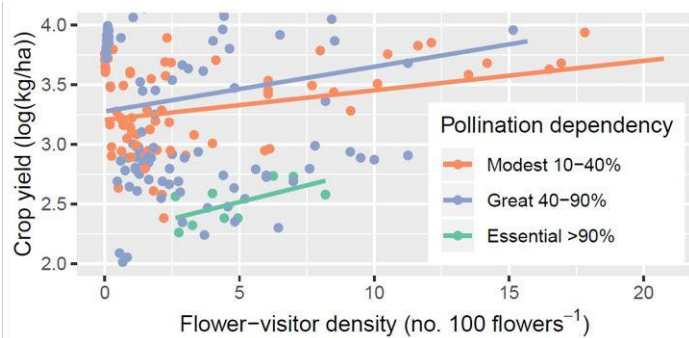 4.0
3.5
3.0
2.5
2.0
Crop yield (log(kg/ha))
Pollination dependency
Modest 10−40%
Great 40−90%
Essential >90%
0
5
10
15
20
Flower−visitor density (no. 100 flowers⁻¹)